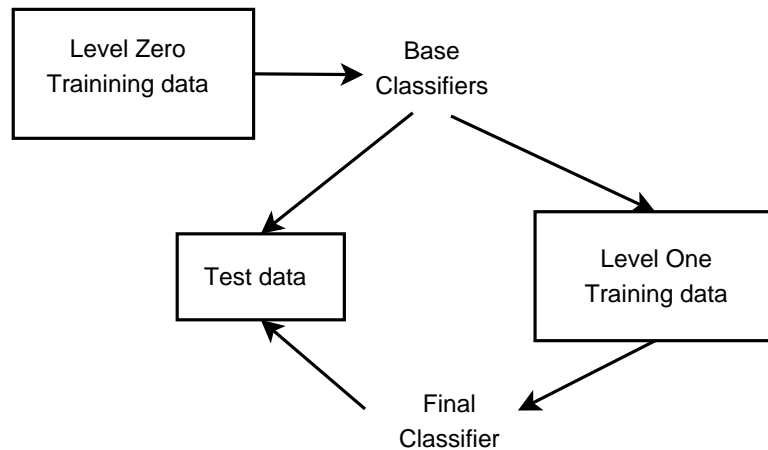 Level Zero
Trainining data
Base
Classifiers
Test data
Level One
Training data
Final
Classifier